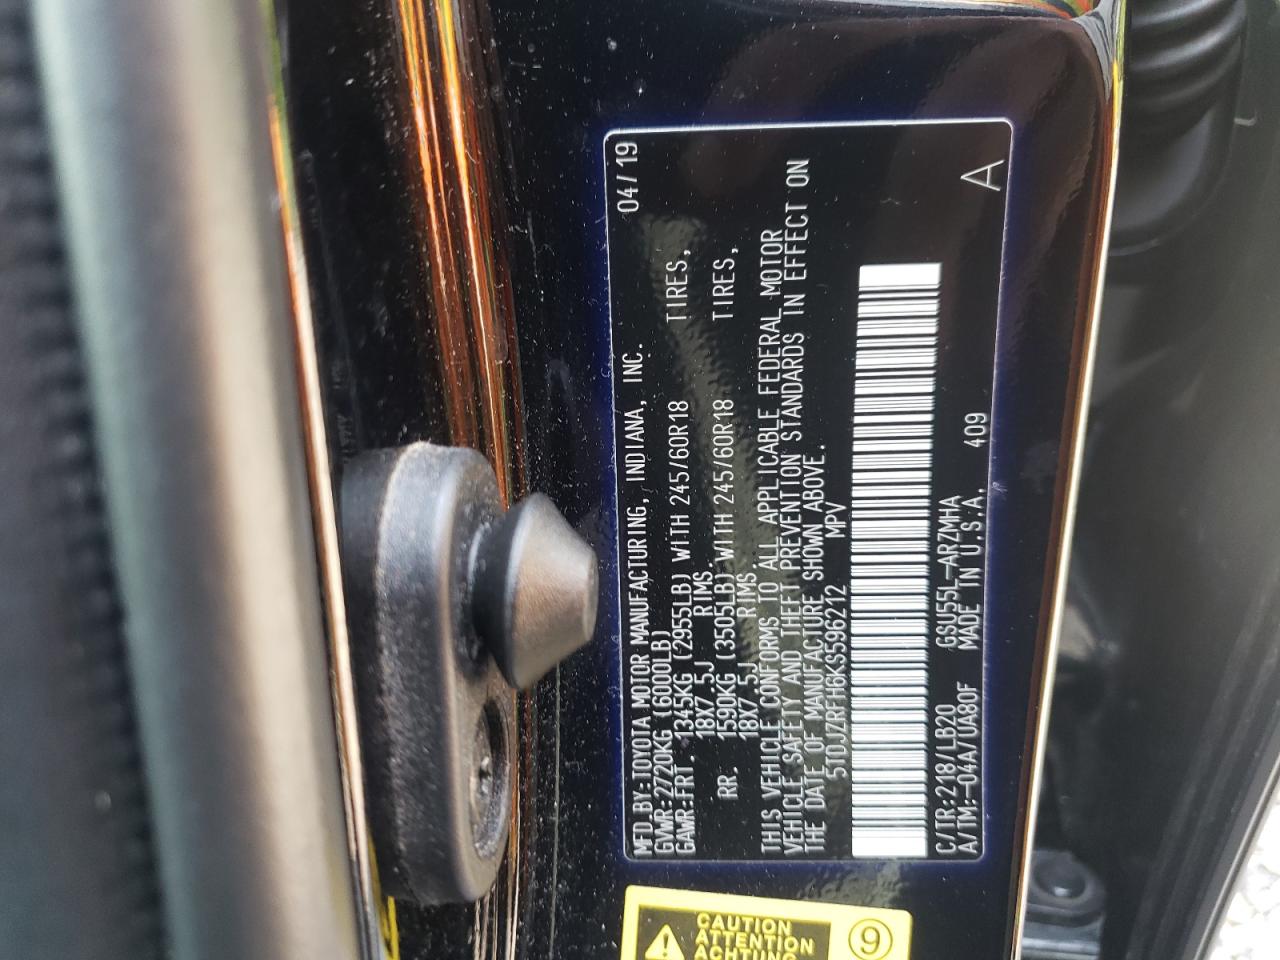 MFD.BY:TOYOTA MOTOR MANUFACTURING, INDIANA, INC. 04/19
GVWR:2720KG (6000LB)
GAWR:FRT. 1345KG (2955LB) WITH 245/60R18 TIRES,
18X7.5J RIMS.
RR. 1590KG (3505LB) WITH 245/60R18 TIRES,
18X7.5J RIMS.
THIS VEHICLE CONFORMS TO ALL APPLICABLE FEDERAL MOTOR
VEHICLE SAFETY AND THEFT PREVENTION STANDARDS IN EFFECT ON
THE DATE OF MANUFACTURE SHOWN ABOVE.
5TDJZRFH8KS596212 MPV
C/TR:218/LB20 GSU55L-ARZMHA
A/TM:-04A/UA80F MADE IN U.S.A. 409 A
CAUTION
ATTENTION
ACHTUNG
9